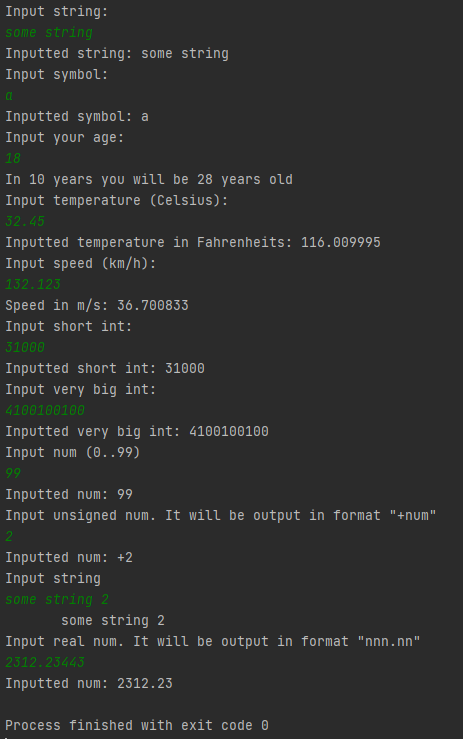 Input string:
some string
Inputted string: some string
Input symbol:
a
Inputted symbol: a
Input your age:
18
In 10 years you will be 28 years old
Input temperature (Celsius):
32.45
Inputted temperature in Fahrenheits: 116.009995
Input speed (km/h):
132.123
Speed in m/s: 36.700833
Input short int:
31000
Inputted short int: 31000
Input very big int:
4100100100
Inputted very big int: 4100100100
Input num (0..99)
99
Inputted num: 99
Input unsigned num. It will be output in format "+num"
2
Inputted num: +2
Input string
some string 2
       some string 2
Input real num. It will be output in format "nnn.nn"
2312.23443
Inputted num: 2312.23

Process finished with exit code 0